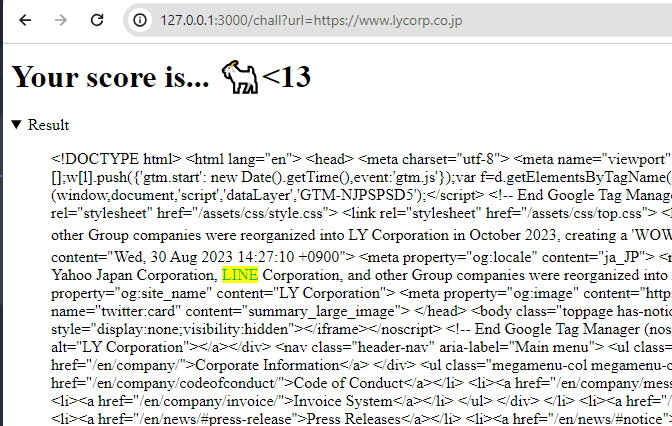 127.0.0.1:3000/chall?url=https://www.lycorp.co.jp
Your score is... 🐐<13
▼ Result
<!DOCTYPE html> <html lang="en"> <head> <meta charset="utf-8"> <meta name="viewport"
[];w[l].push({'gtm.start': new Date().getTime(),event:'gtm.js'});var f=d.getElementsByTagName(
(window,document,'script','dataLayer','GTM-NJPSPSD5');</script> <!-- End Google Tag Manage
rel="stylesheet" href="/assets/css/style.css"> <link rel="stylesheet" href="/assets/css/top.css"> <
other Group companies were reorganized into LY Corporation in October 2023, creating a 'WOW
content="Wed, 30 Aug 2023 14:27:10 +0900"> <meta property="og:locale" content="ja_JP"> <
Yahoo Japan Corporation, LINE Corporation, and other Group companies were reorganized into
property="og:site_name" content="LY Corporation"> <meta property="og:image" content="http
name="twitter:card" content="summary_large_image"> </head> <body class="toppage has-notic
style="display:none;visibility:hidden"></iframe></noscript> <!-- End Google Tag Manager (nos
alt="LY Corporation"></a></div> <nav class="header-nav" aria-label="Main menu"> <ul class=
href="/en/company/">Corporate Information</a> </div> <ul class="megamenu-col megamenu-c
href="/en/company/codeofconduct/">Code of Conduct</a></li> <li><a href="/en/company/mess
href="/en/company/invoice/">Invoice System</a></li> </ul> </div> </li> <li><a href="/en/news/
<li><a href="/en/news/#press-release">Press Releases</a></li> <li><a href="/en/news/#notice">